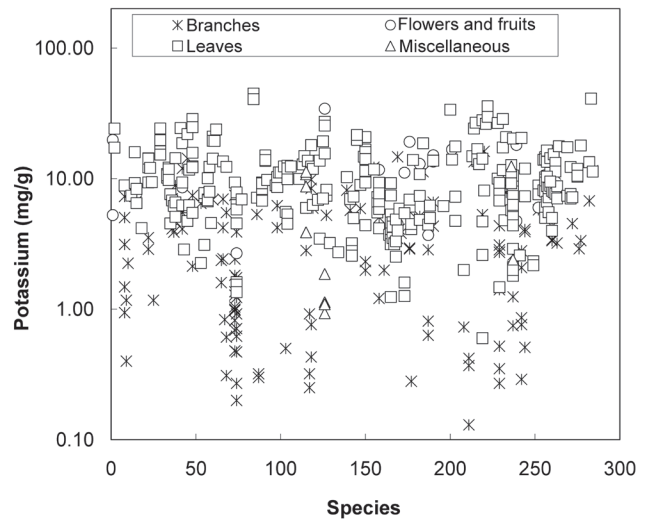 Branches Flowers and fruits
Leaves Miscellaneous
100.00
10.00
1.00
0.10
Potassium (mg/g)
0 50 100 150 200 250 300
Species